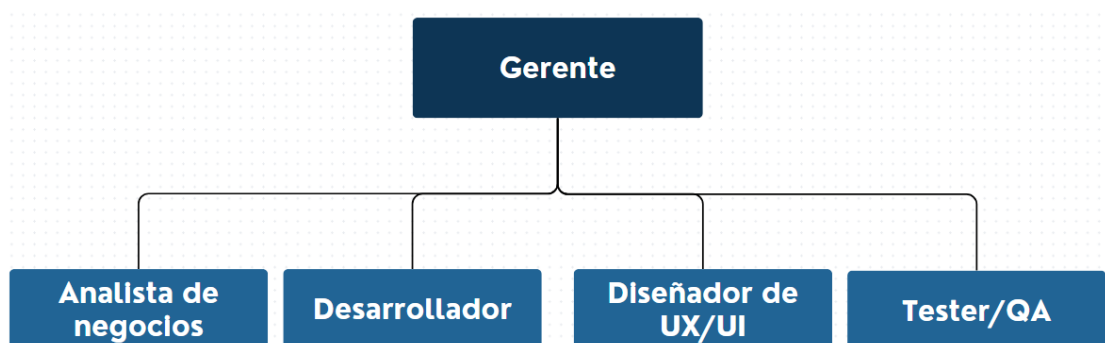 Gerente
Analista de
negocios
Desarrollador
Diseñador de
UX/UI
Tester/QA